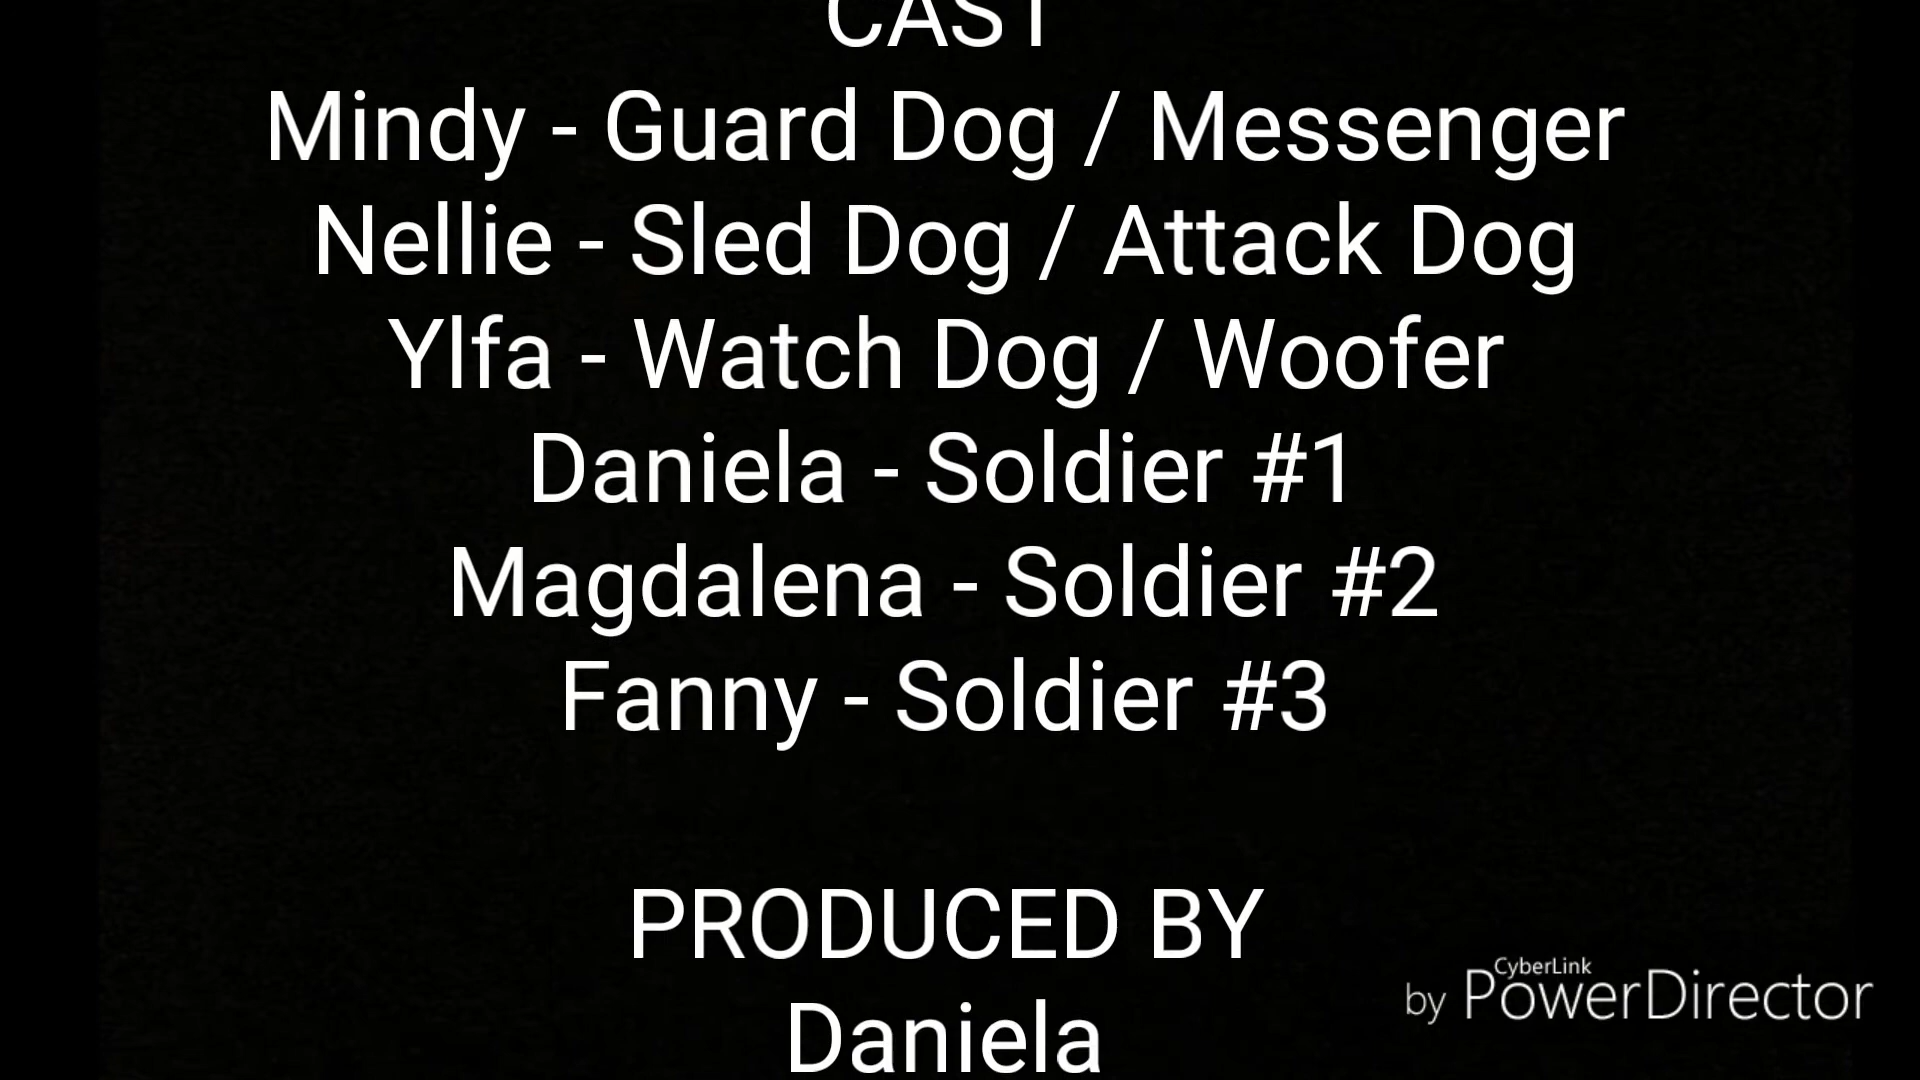 CAST
Mindy - Guard Dog / Messenger
Nellie - Sled Dog / Attack Dog
Ylfa - Watch Dog / Woofer
Daniela - Soldier #1
Magdalena - Soldier #2
Fanny - Soldier #3
PRODUCED BY
Daniela
by CyberLink PowerDirector